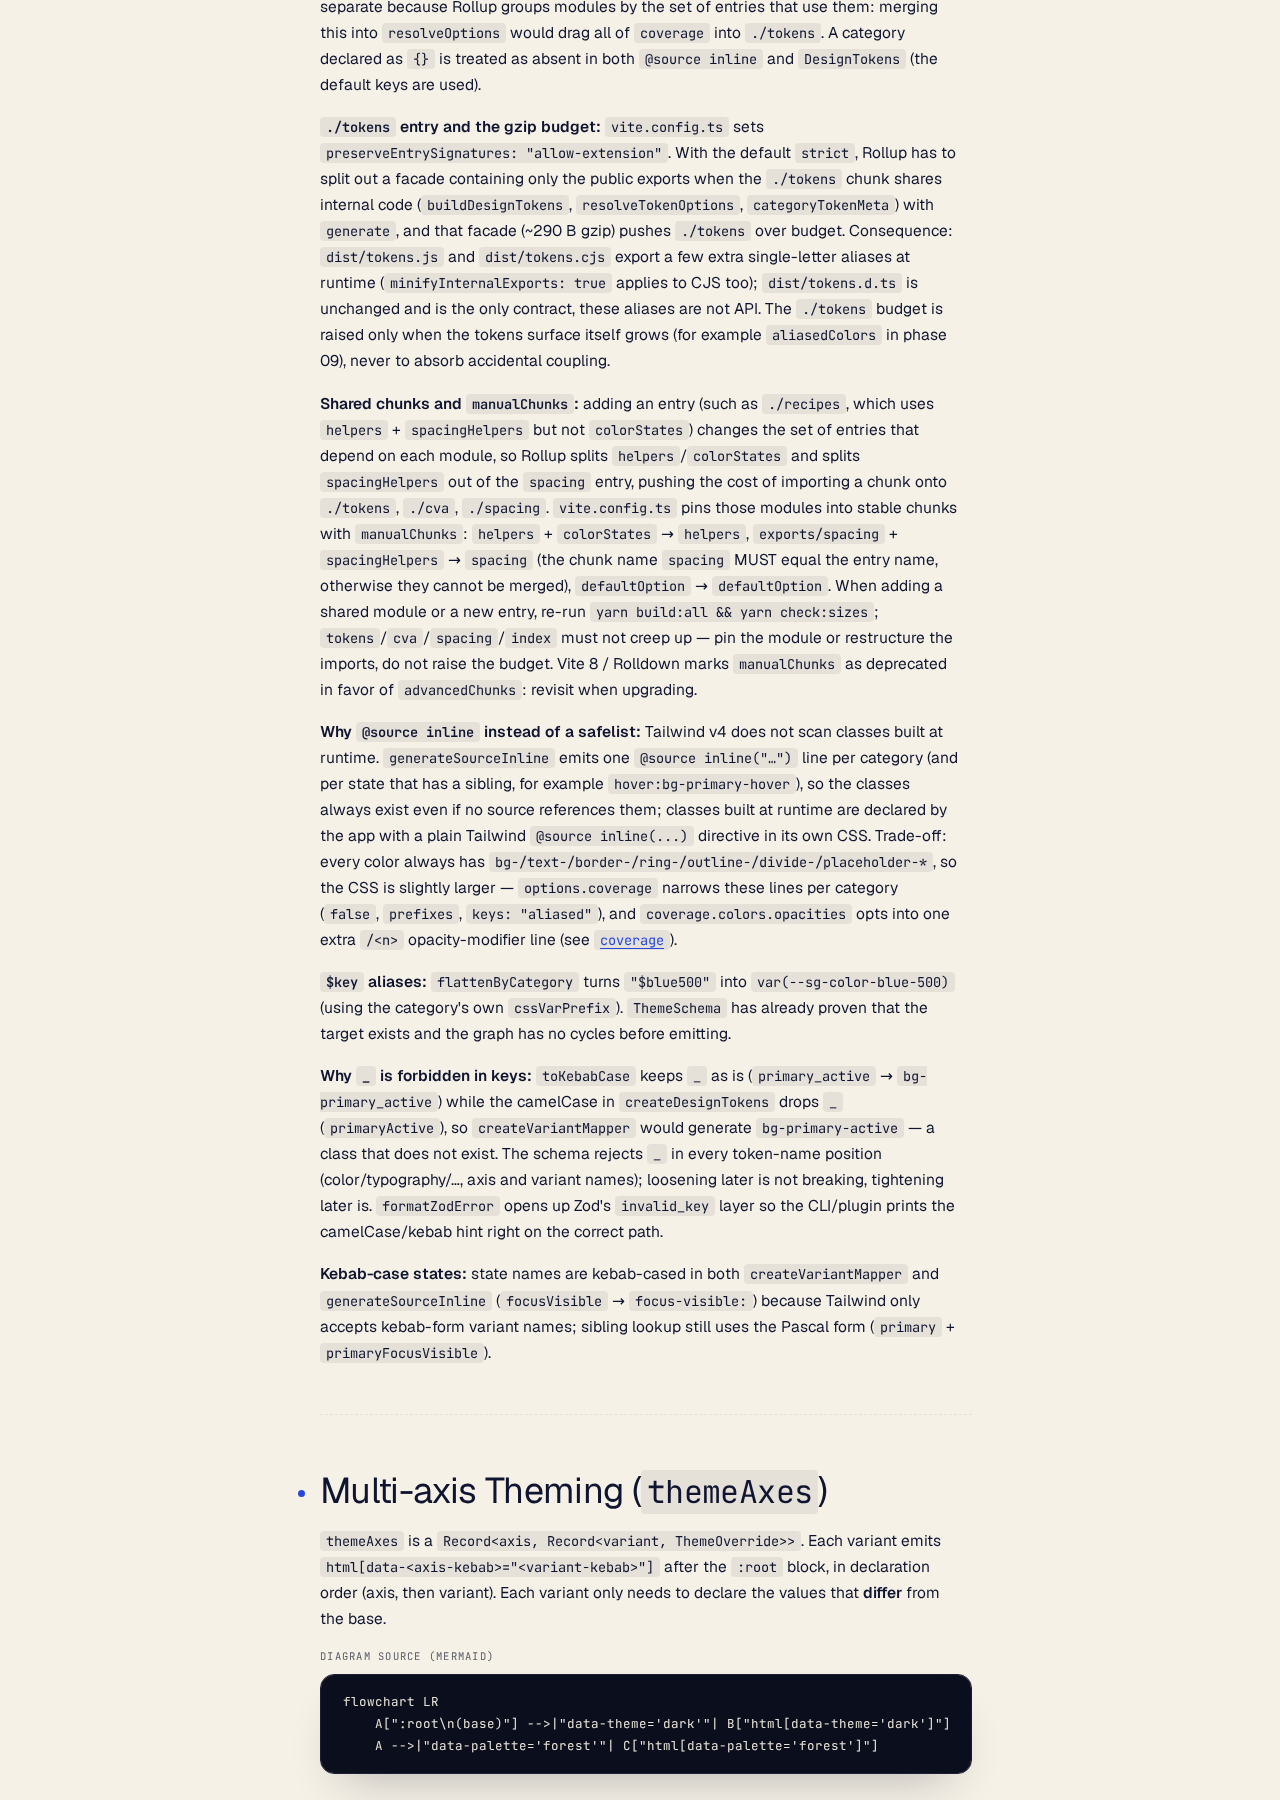 separate because Rollup groups modules by the set of entries that use them: merging
this into resolveOptions would drag all of coverage into ./tokens. A category
declared as {} is treated as absent in both @source inline and DesignTokens (the
default keys are used).
./tokens entry and the gzip budget: vite.config.ts sets
preserveEntrySignatures: "allow-extension". With the default strict, Rollup has to
split out a facade containing only the public exports when the ./tokens chunk shares
internal code (buildDesignTokens, resolveTokenOptions, categoryTokenMeta) with
generate, and that facade (~290 B gzip) pushes ./tokens over budget. Consequence:
dist/tokens.js and dist/tokens.cjs export a few extra single-letter aliases at
runtime (minifyInternalExports: true applies to CJS too); dist/tokens.d.ts is
unchanged and is the only contract, these aliases are not API. The ./tokens budget is
raised only when the tokens surface itself grows (for example aliasedColors in phase
09), never to absorb accidental coupling.
Shared chunks and manualChunks: adding an entry (such as ./recipes, which uses
helpers + spacingHelpers but not colorStates) changes the set of entries that
depend on each module, so Rollup splits helpers/colorStates and splits
spacingHelpers out of the spacing entry, pushing the cost of importing a chunk onto
./tokens, ./cva, ./spacing. vite.config.ts pins those modules into stable chunks
with manualChunks: helpers + colorStates → helpers, exports/spacing +
spacingHelpers → spacing (the chunk name spacing MUST equal the entry name,
otherwise they cannot be merged), defaultOption → defaultOption. When adding a
shared module or a new entry, re-run yarn build:all && yarn check:sizes;
tokens/cva/spacing/index must not creep up — pin the module or restructure the
imports, do not raise the budget. Vite 8 / Rolldown marks manualChunks as deprecated
in favor of advancedChunks: revisit when upgrading.
Why @source inline instead of a safelist: Tailwind v4 does not scan classes built at
runtime. generateSourceInline emits one @source inline("…") line per category (and
per state that has a sibling, for example hover:bg-primary-hover), so the classes
always exist even if no source references them; classes built at runtime are declared by
the app with a plain Tailwind @source inline(...) directive in its own CSS. Trade-off:
every color always has bg-/text-/border-/ring-/outline-/divide-/placeholder-*, so
the CSS is slightly larger — options.coverage narrows these lines per category
(false, prefixes, keys: "aliased"), and coverage.colors.opacities opts into one
extra /<n> opacity-modifier line (see coverage).
$key aliases: flattenByCategory turns "$blue500" into var(--sg-color-blue-500)
(using the category's own cssVarPrefix). ThemeSchema has already proven that the
target exists and the graph has no cycles before emitting.
Why _ is forbidden in keys: toKebabCase keeps _ as is (primary_active → bg-
primary_active) while the camelCase in createDesignTokens drops _
(primaryActive), so createVariantMapper would generate bg-primary-active — a
class that does not exist. The schema rejects _ in every token-name position
(color/typography/…, axis and variant names); loosening later is not breaking, tightening
later is. formatZodError opens up Zod's invalid_key layer so the CLI/plugin prints the
camelCase/kebab hint right on the correct path.
Kebab-case states: state names are kebab-cased in both createVariantMapper and
generateSourceInline (focusVisible → focus-visible:) because Tailwind only
accepts kebab-form variant names; sibling lookup still uses the Pascal form (primary +
primaryFocusVisible).
Multi-axis Theming (themeAxes)
themeAxes is a Record<axis, Record<variant, ThemeOverride>>. Each variant emits
html[data-<axis-kebab>="<variant-kebab>"] after the :root block, in declaration
order (axis, then variant). Each variant only needs to declare the values that differ from
the base.
DIAGRAM SOURCE (MERMAID)
flowchart LR
A[":root\n(base)"] -->|"data-theme='dark'"| B["html[data-theme='dark']"]
A -->|"data-palette='forest'"| C["html[data-palette='forest']"]